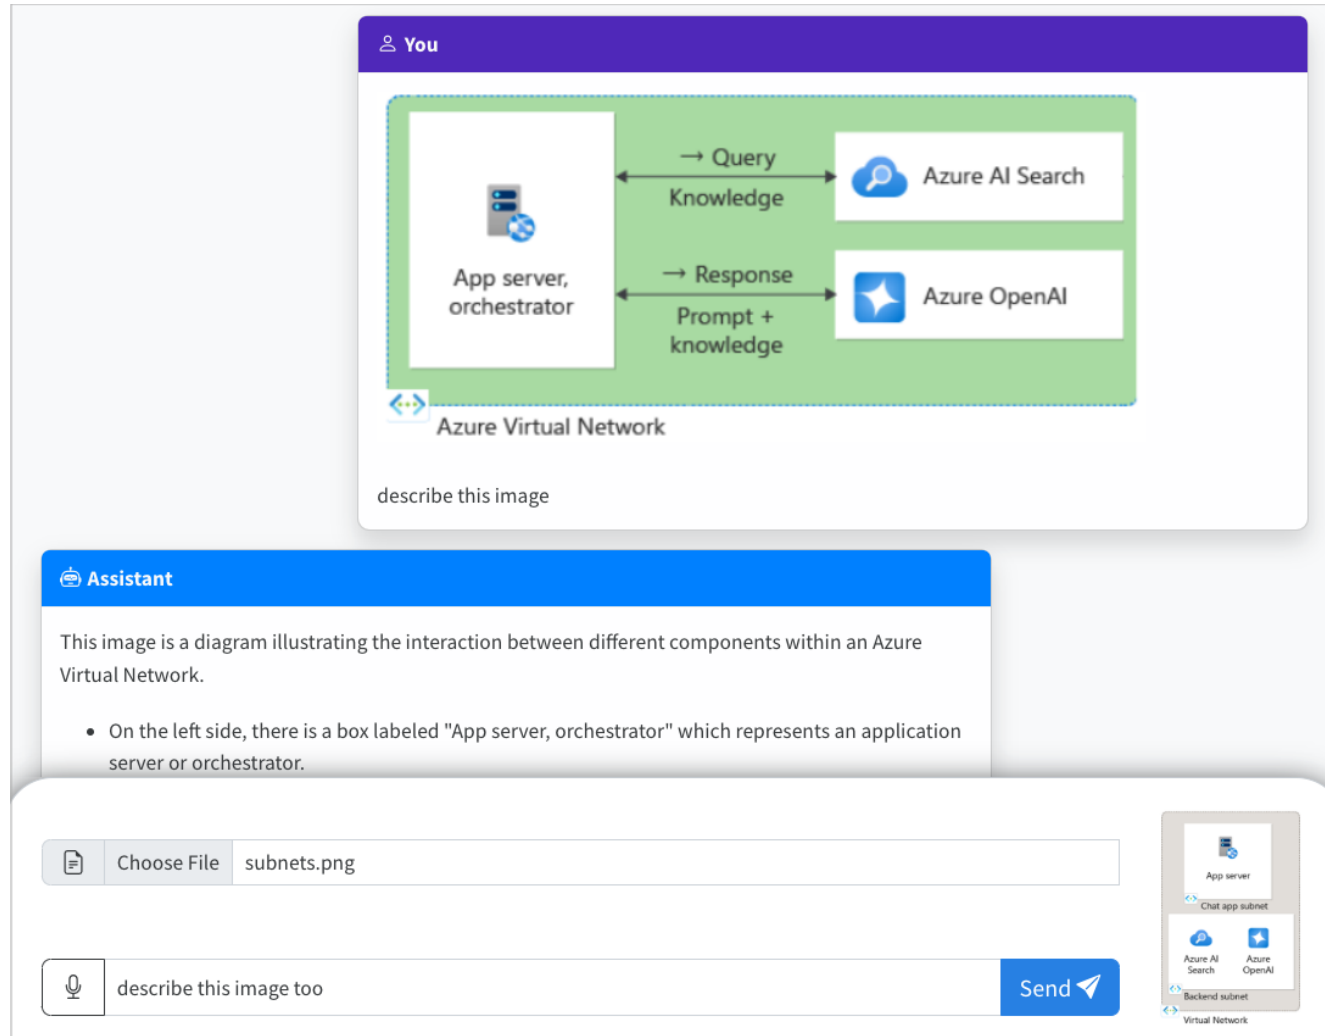 You
→ Query
Knowledge
Azure AI Search
App server,
orchestrator
→ Response
Prompt +
knowledge
Azure OpenAI
Azure Virtual Network
describe this image
Assistant
This image is a diagram illustrating the interaction between different components within an Azure
Virtual Network.
• On the left side, there is a box labeled "App server, orchestrator" which represents an application
server or orchestrator.
Choose File subnets.png
describe this image too
Send
App server
Chat app subnet
Azure AI
Search
Azure
OpenAI
Backend subnet
Virtual Network